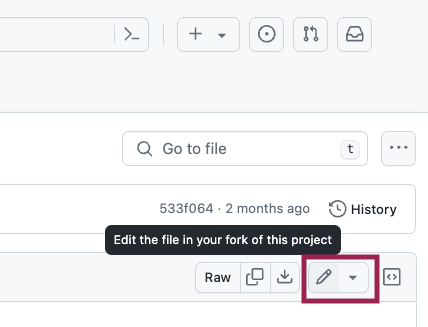 Go to file
t
533f064 · 2 months ago
History
Edit the file in your fork of this project
Raw